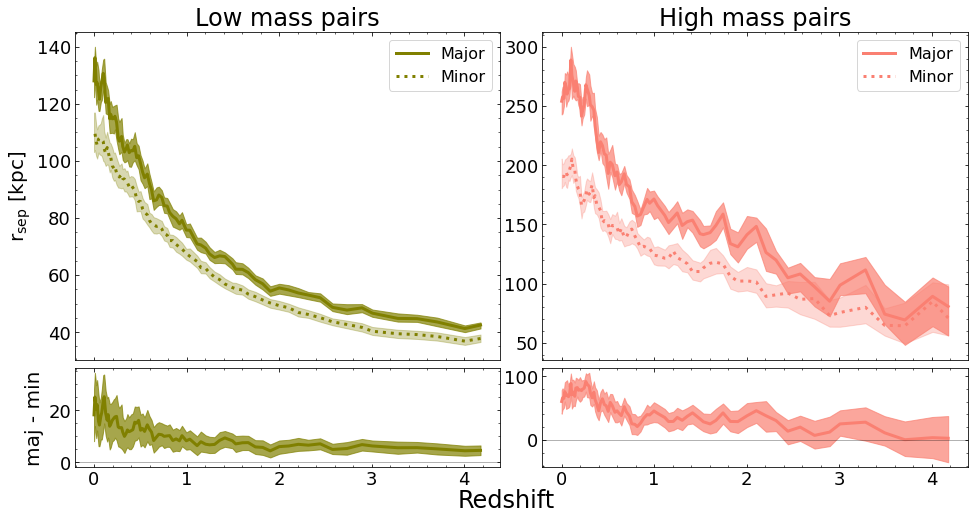 Low mass pairs
High mass pairs
Major
Minor
Major
Minor
140
120
100
80
60
40
r_sep [kpc]
300
250
200
150
100
50
20
0
maj - min
100
0
0 1 2 3 4
0 1 2 3 4
Redshift